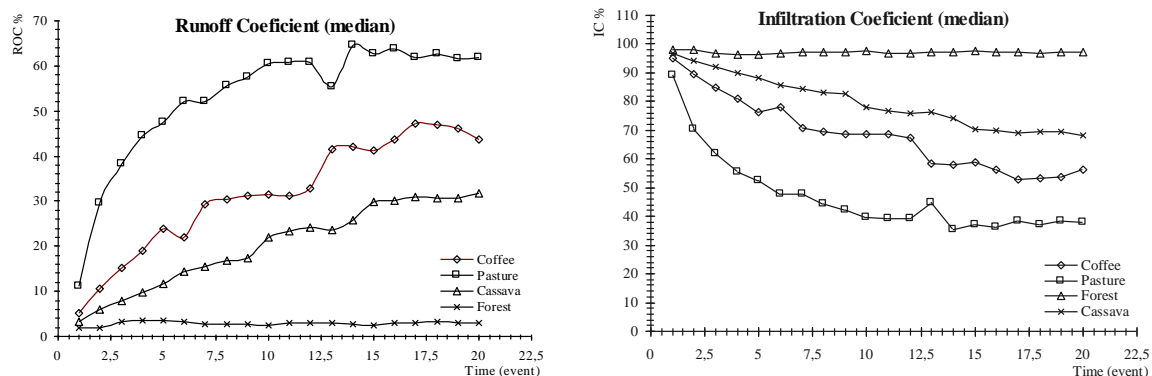 Runoff Coeficient (median)
ROC %
70
60
50
40
30
20
10
0
0 2,5 5 7,5 10 12,5 15 17,5 20 22,5
Time (event)
Coffee
Pasture
Cassava
Forest
Infiltration Coeficient (median)
IC %
110
100
90
80
70
60
50
40
30
20
10
0
0 2,5 5 7,5 10 12,5 15 17,5 20 22,5
Time (event)
Coffee
Pasture
Forest
Cassava